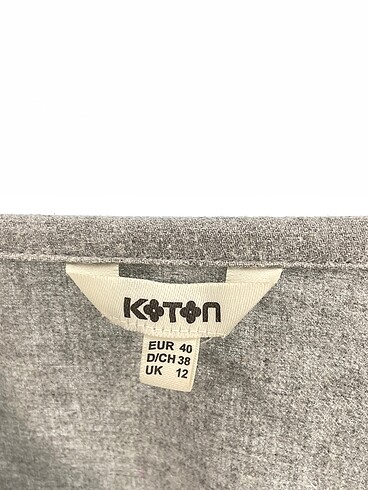 KOTON
EUR 40
D/CH 38
UK 12